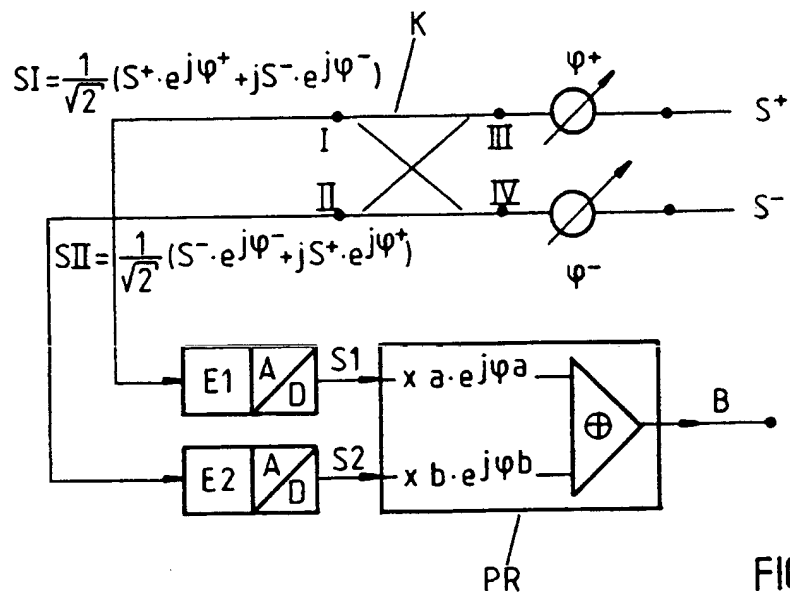 K
SI = 1/√2 (S⁺·e^jφ⁺ + jS⁻·e^jφ⁻)
φ+
I
III
S⁺
II
IV
S⁻
SII = 1/√2 (S⁻·e^jφ⁻ + jS⁺·e^jφ⁺)
φ-
E1 A/D S1 x a·e^jφa
⊕ B
E2 A/D S2 x b·e^jφb
PR